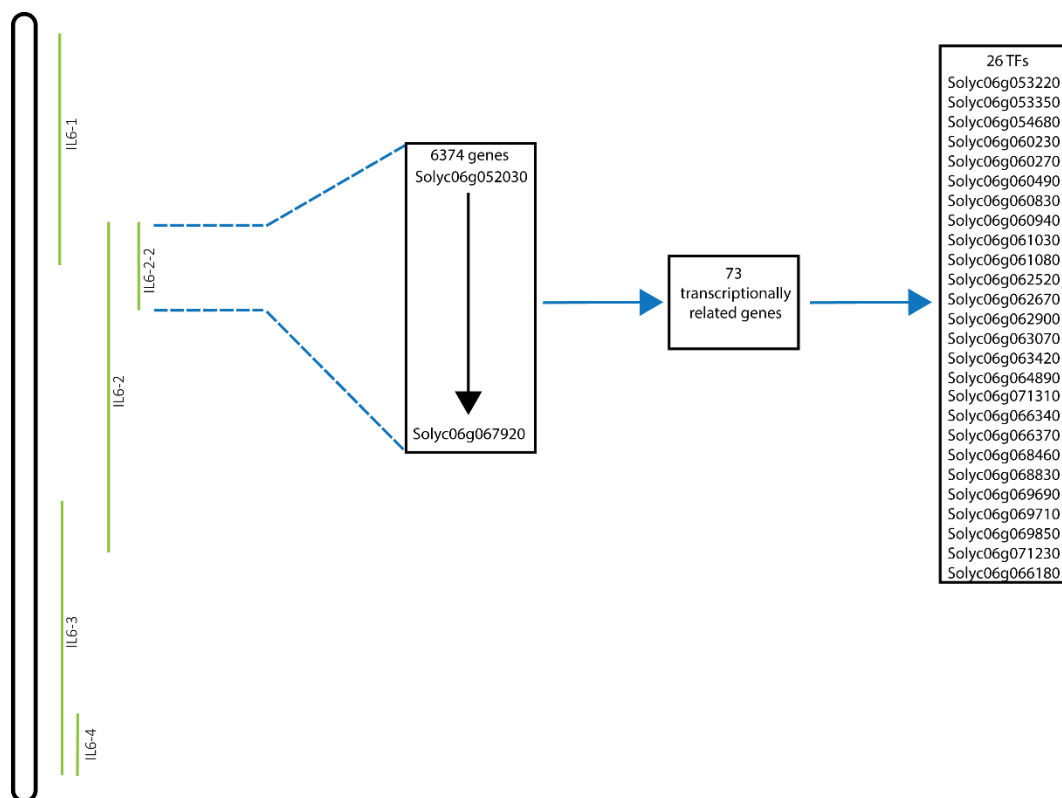 IL6-1
IL6-2-2
IL6-2
IL6-3
IL6-4
6374 genes
Solyc06g052030
Solyc06g067920
73
transcriptionally
related genes
26 TFs
Solyc06g053220
Solyc06g053350
Solyc06g054680
Solyc06g060230
Solyc06g060270
Solyc06g060490
Solyc06g060830
Solyc06g060940
Solyc06g061030
Solyc06g061080
Solyc06g062520
Solyc06g062670
Solyc06g062900
Solyc06g063070
Solyc06g063420
Solyc06g064890
Solyc06g071310
Solyc06g066340
Solyc06g066370
Solyc06g068460
Solyc06g068830
Solyc06g069690
Solyc06g069710
Solyc06g069850
Solyc06g071230
Solyc06g066180